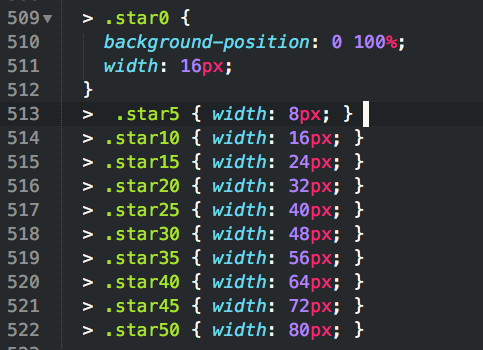 509 > .star0 {
510 background-position: 0 100%;
511 width: 16px;
512 }
513 >  .star5 { width: 8px; }
514 > .star10 { width: 16px; }
515 > .star15 { width: 24px; }
516 > .star20 { width: 32px; }
517 > .star25 { width: 40px; }
518 > .star30 { width: 48px; }
519 > .star35 { width: 56px; }
520 > .star40 { width: 64px; }
521 > .star45 { width: 72px; }
522 > .star50 { width: 80px; }